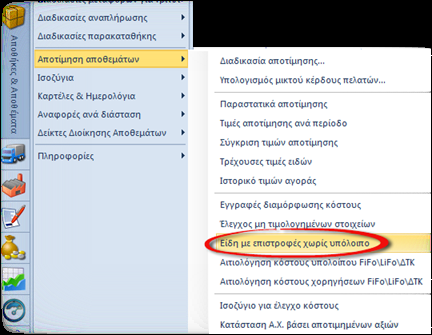 Διαδικασίες αναπλήρωσης
Διαδικασίες παρακαταθήκης
Αποτίμηση αποθεμάτων
Ισοζύγια
Καρτέλες & Ημερολόγια
Αναφορές ανά διάσταση
Δείκτες Διοίκησης Αποθεμάτων
Πληροφορίες
Αποθήκες & Αποθέματα
Διαδικασία αποτίμησης...
Υπολογισμός μικτού κέρδους πελατών...
Παραστατικά αποτίμησης
Τιμές αποτίμησης ανά περίοδο
Σύγκριση τιμών αποτίμησης
Τρέχουσες τιμές ειδών
Ιστορικό τιμών αγοράς
Εγγραφές διαμόρφωσης κόστους
Έλεγχος μη τιμολογημένων στοιχείων
Είδη με επιστροφές χωρίς υπόλοιπο
Αιτιολόγηση κόστους υπολοίπου FiFo\LiFo\ΔΤΚ
Αιτιολόγηση κόστους χορηγήσεων FiFo\LiFo\ΔΤΚ
Ισοζύγιο για έλεγχο κόστους
Κατάσταση Α.Χ. βάσει αποτιμημένων αξιών